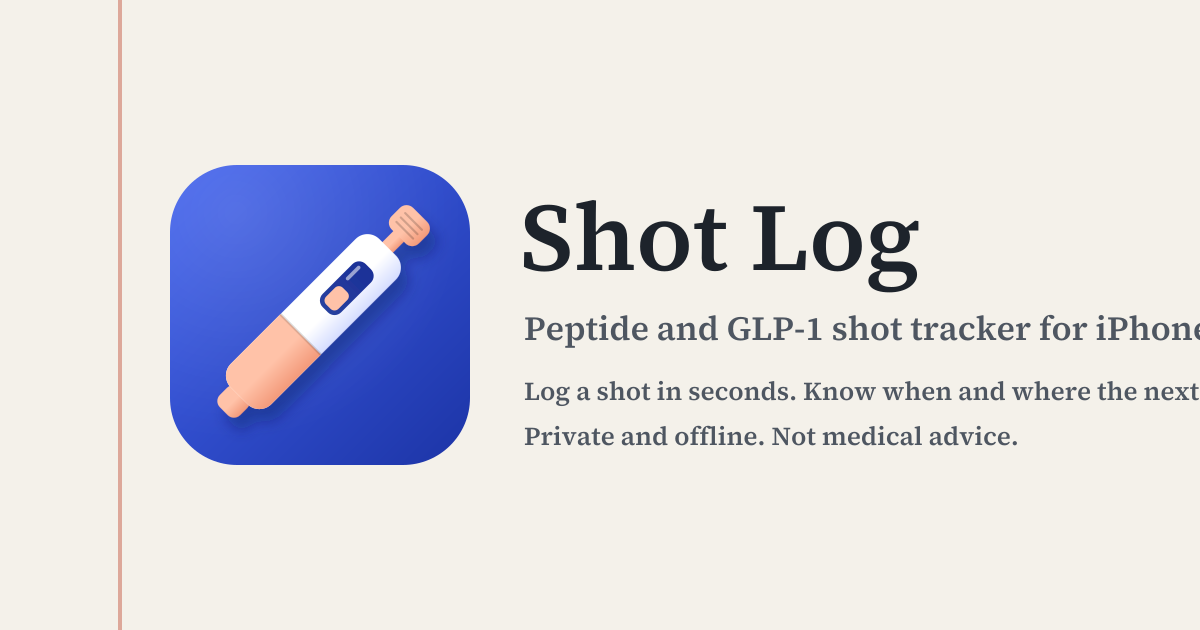 Shot Log
Peptide and GLP-1 shot tracker for iPhone
Log a shot in seconds. Know when and where the next
Private and offline. Not medical advice.